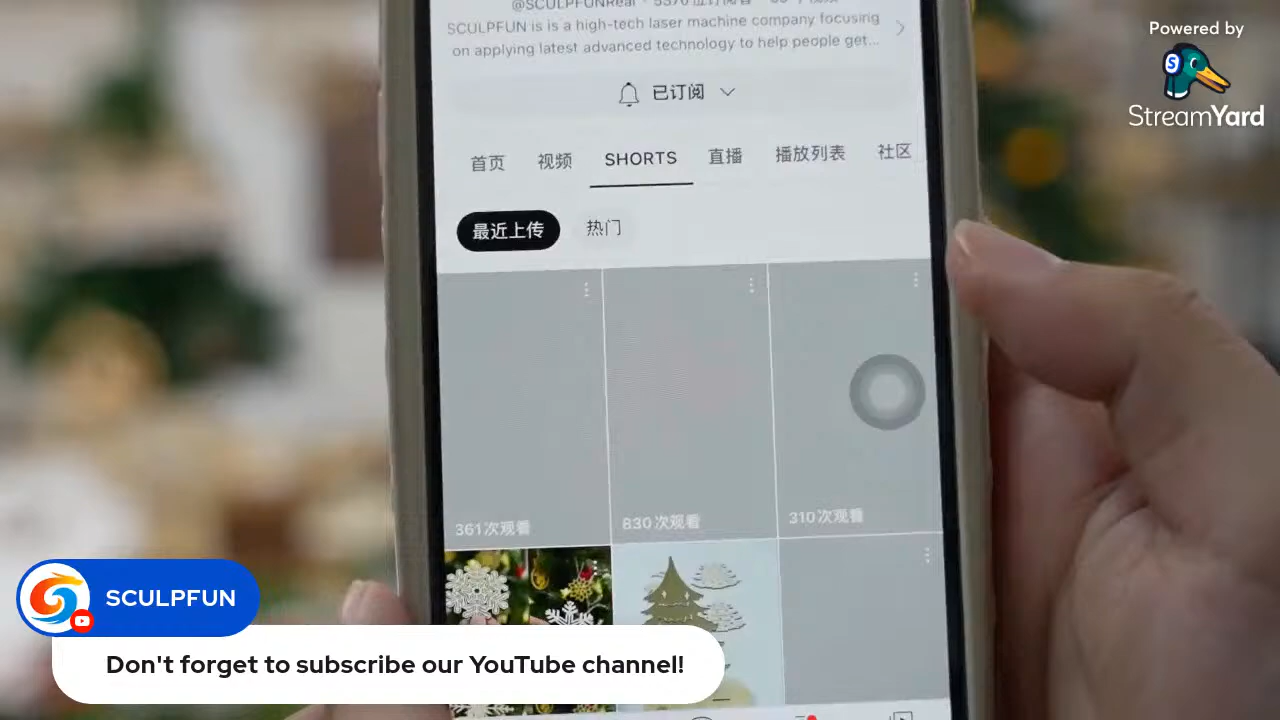 Powered by
StreamYard
@SCULPFUNReal
SCULPFUN is is a high-tech laser machine company focusing
on applying latest advanced technology to help people get...
已订阅
首页 视频 SHORTS 直播 播放列表 社区
最近上传 热门
361次观看 830次观看 310次观看
SCULPFUN
Don't forget to subscribe our YouTube channel!